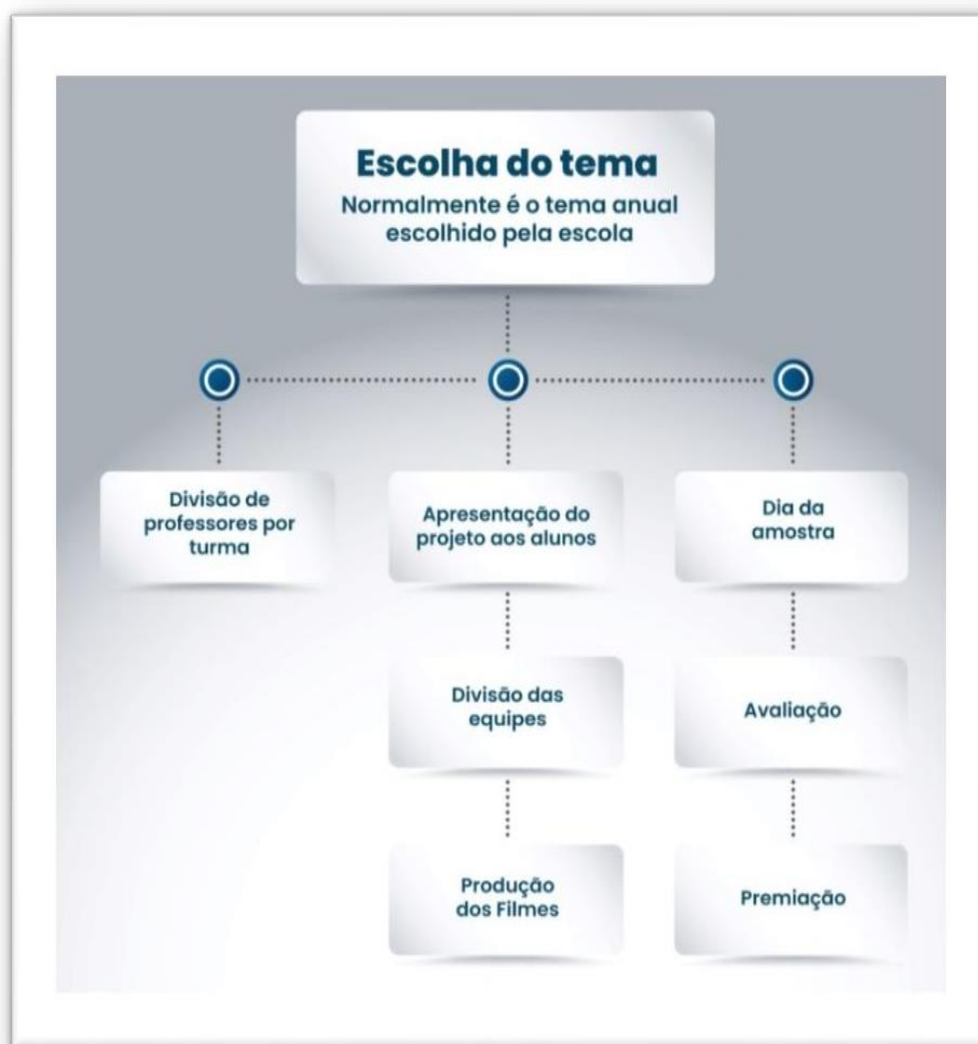 Escolha do tema
Normalmente é o tema anual
escolhido pela escola
Divisão de
professores por
turma
Apresentação do
projeto aos alunos
Dia da
amostra
Divisão das
equipes
Avaliação
Produção
dos Filmes
Premiação